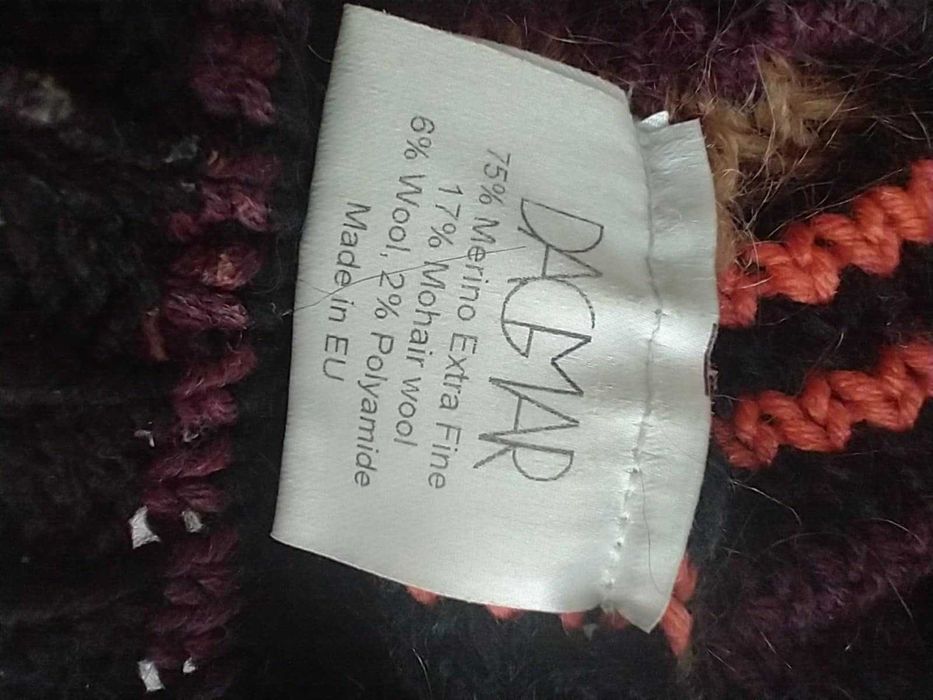 DAGMAR
75% Merino Extra Fine
17% Mohair wool
6% Wool, 2% Polyamide
Made in EU